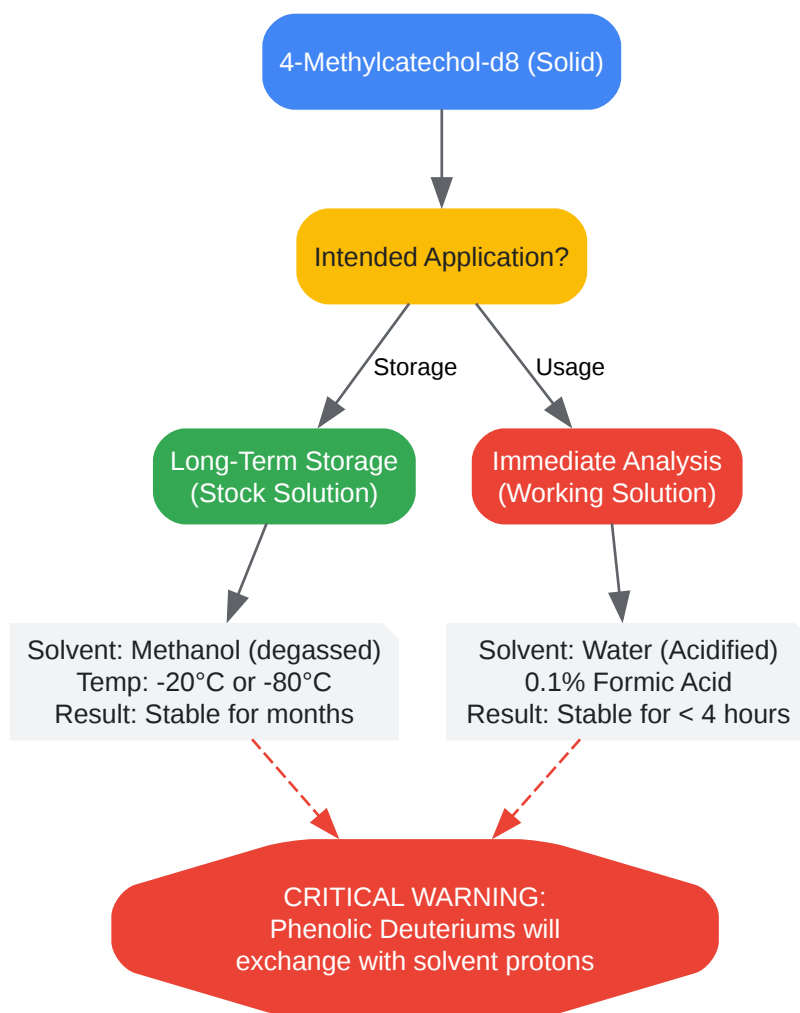 4-Methylcatechol-d8 (Solid)
Intended Application?
Storage
Usage
Long-Term Storage
(Stock Solution)
Immediate Analysis
(Working Solution)
Solvent: Methanol (degassed)
Temp: -20°C or -80°C
Result: Stable for months
Solvent: Water (Acidified)
0.1% Formic Acid
Result: Stable for < 4 hours
CRITICAL WARNING:
Phenolic Deuteriums will
exchange with solvent protons